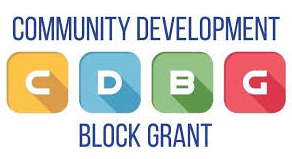 COMMUNITY DEVELOPMENT
C D B G
BLOCK GRANT